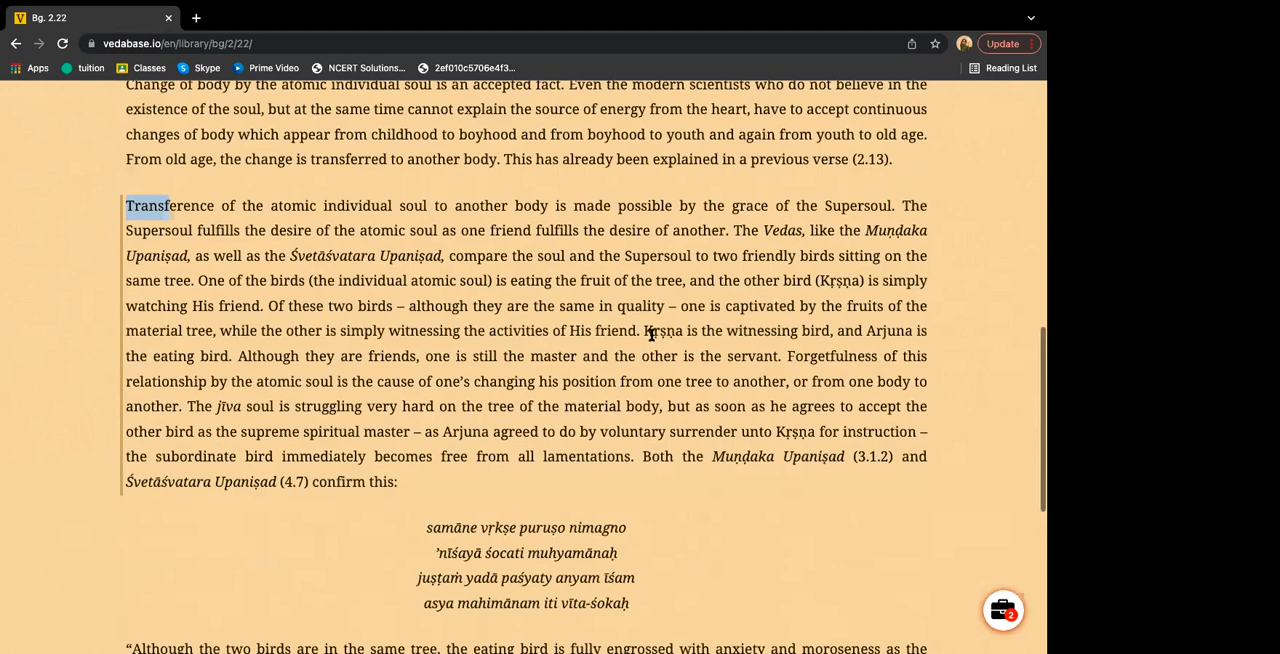 V Bg. 2.22
vedabase.io/en/library/bg/2/22/
Update
Apps tuition Classes Skype Prime Video NCERT Solutions... 2ef010c5706e4f3... Reading List
Change of body by the atomic individual soul is an accepted fact. Even the modern scientists who do not believe in the
existence of the soul, but at the same time cannot explain the source of energy from the heart, have to accept continuous
changes of body which appear from childhood to boyhood and from boyhood to youth and again from youth to old age.
From old age, the change is transferred to another body. This has already been explained in a previous verse (2.13).
Transference of the atomic individual soul to another body is made possible by the grace of the Supersoul. The
Supersoul fulfills the desire of the atomic soul as one friend fulfills the desire of another. The Vedas, like the Muṇḍaka
Upaniṣad, as well as the Śvetāśvatara Upaniṣad, compare the soul and the Supersoul to two friendly birds sitting on the
same tree. One of the birds (the individual atomic soul) is eating the fruit of the tree, and the other bird (Kṛṣṇa) is simply
watching His friend. Of these two birds – although they are the same in quality – one is captivated by the fruits of the
material tree, while the other is simply witnessing the activities of His friend. Kṛṣṇa is the witnessing bird, and Arjuna is
the eating bird. Although they are friends, one is still the master and the other is the servant. Forgetfulness of this
relationship by the atomic soul is the cause of one’s changing his position from one tree to another, or from one body to
another. The jīva soul is struggling very hard on the tree of the material body, but as soon as he agrees to accept the
other bird as the supreme spiritual master – as Arjuna agreed to do by voluntary surrender unto Kṛṣṇa for instruction –
the subordinate bird immediately becomes free from all lamentations. Both the Muṇḍaka Upaniṣad (3.1.2) and
Śvetāśvatara Upaniṣad (4.7) confirm this:
samāne vṛkṣe puruṣo nimagno
’nīśayā śocati muhyamānaḥ
juṣṭaṁ yadā paśyaty anyam īśam
asya mahimānam iti vīta-śokaḥ
2
“Although the two birds are in the same tree, the eating bird is fully engrossed with anxiety and moroseness as the